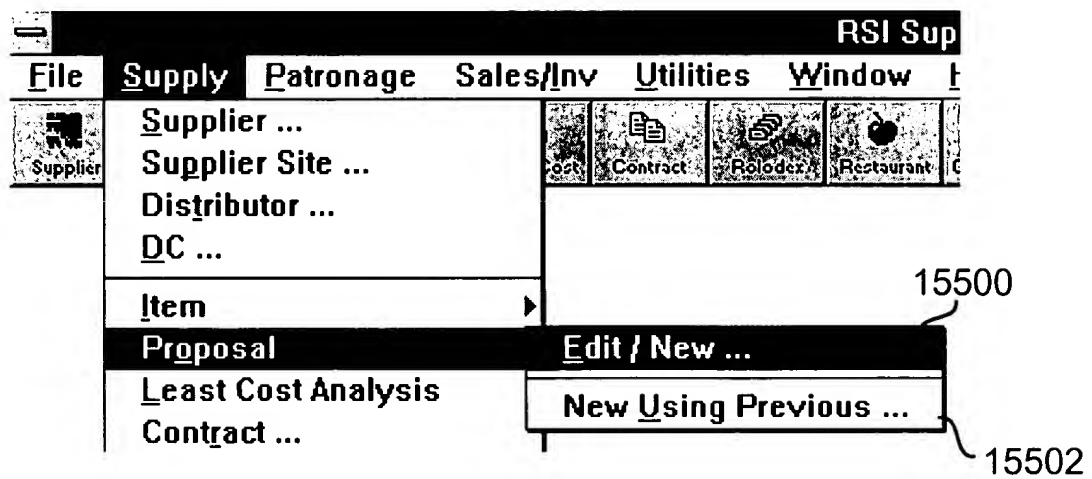 RSI Sup
File Supply Patronage Sales/Inv Utilities Window
Supplier Contract Rolodex Restaurant
Supplier ...
Supplier Site ...
Distributor ...
DC ...
Item
Proposal
Least Cost Analysis
Contract ...
15500
Edit / New ...
New Using Previous ...
15502